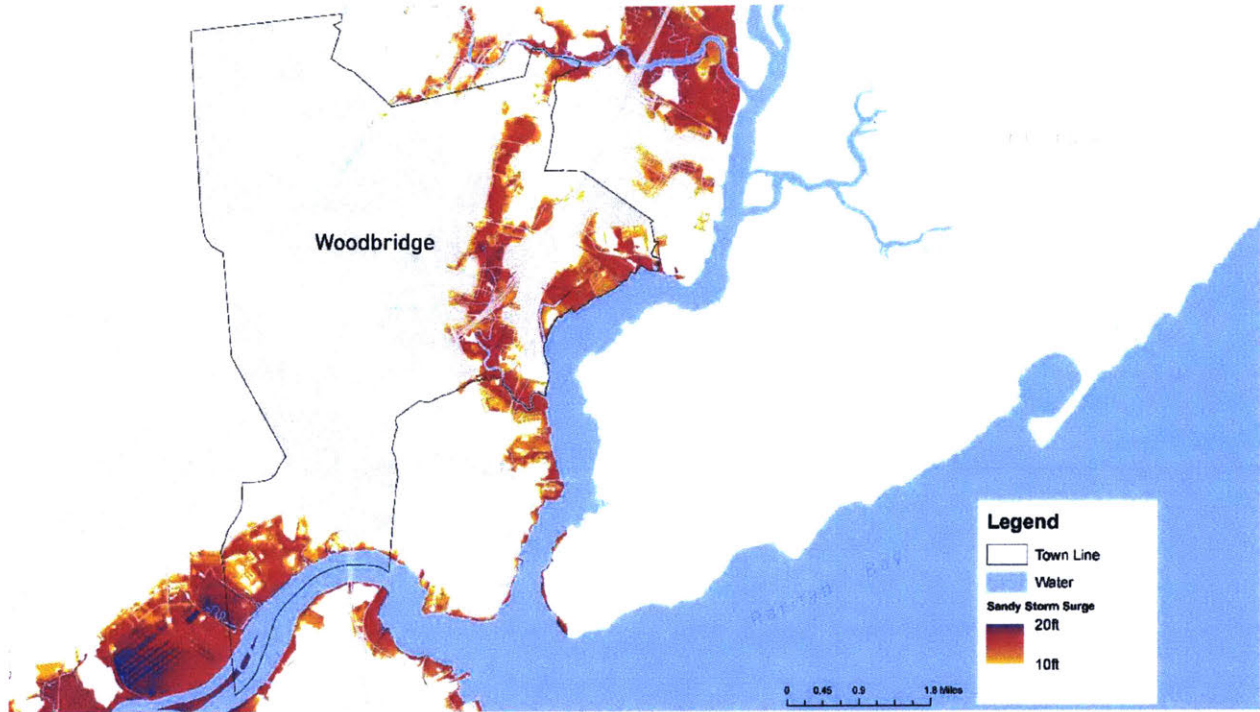 Woodbridge
Raritan Bay
Legend
Town Line
Water
Sandy Storm Surge
20ft
10ft
0 0.45 0.9 1.8 Miles